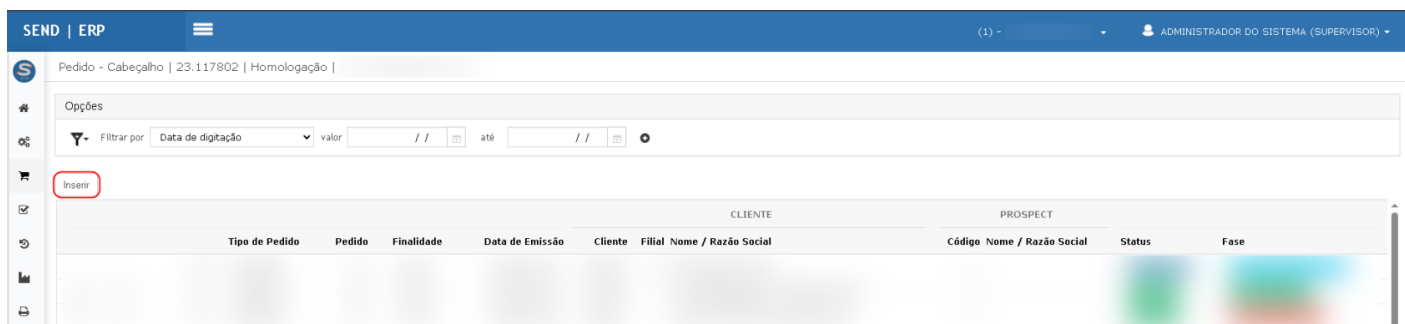 SEND | ERP
(1) -
ADMINISTRADOR DO SISTEMA (SUPERVISOR)
Pedido - Cabeçalho | 23.117802 | Homologação |
Opções
Filtrar por Data de digitação valor / / até / /
Inserir
CLIENTE PROSPECT
Tipo de Pedido Pedido Finalidade Data de Emissão Cliente Filial Nome / Razão Social Código Nome / Razão Social Status Fase